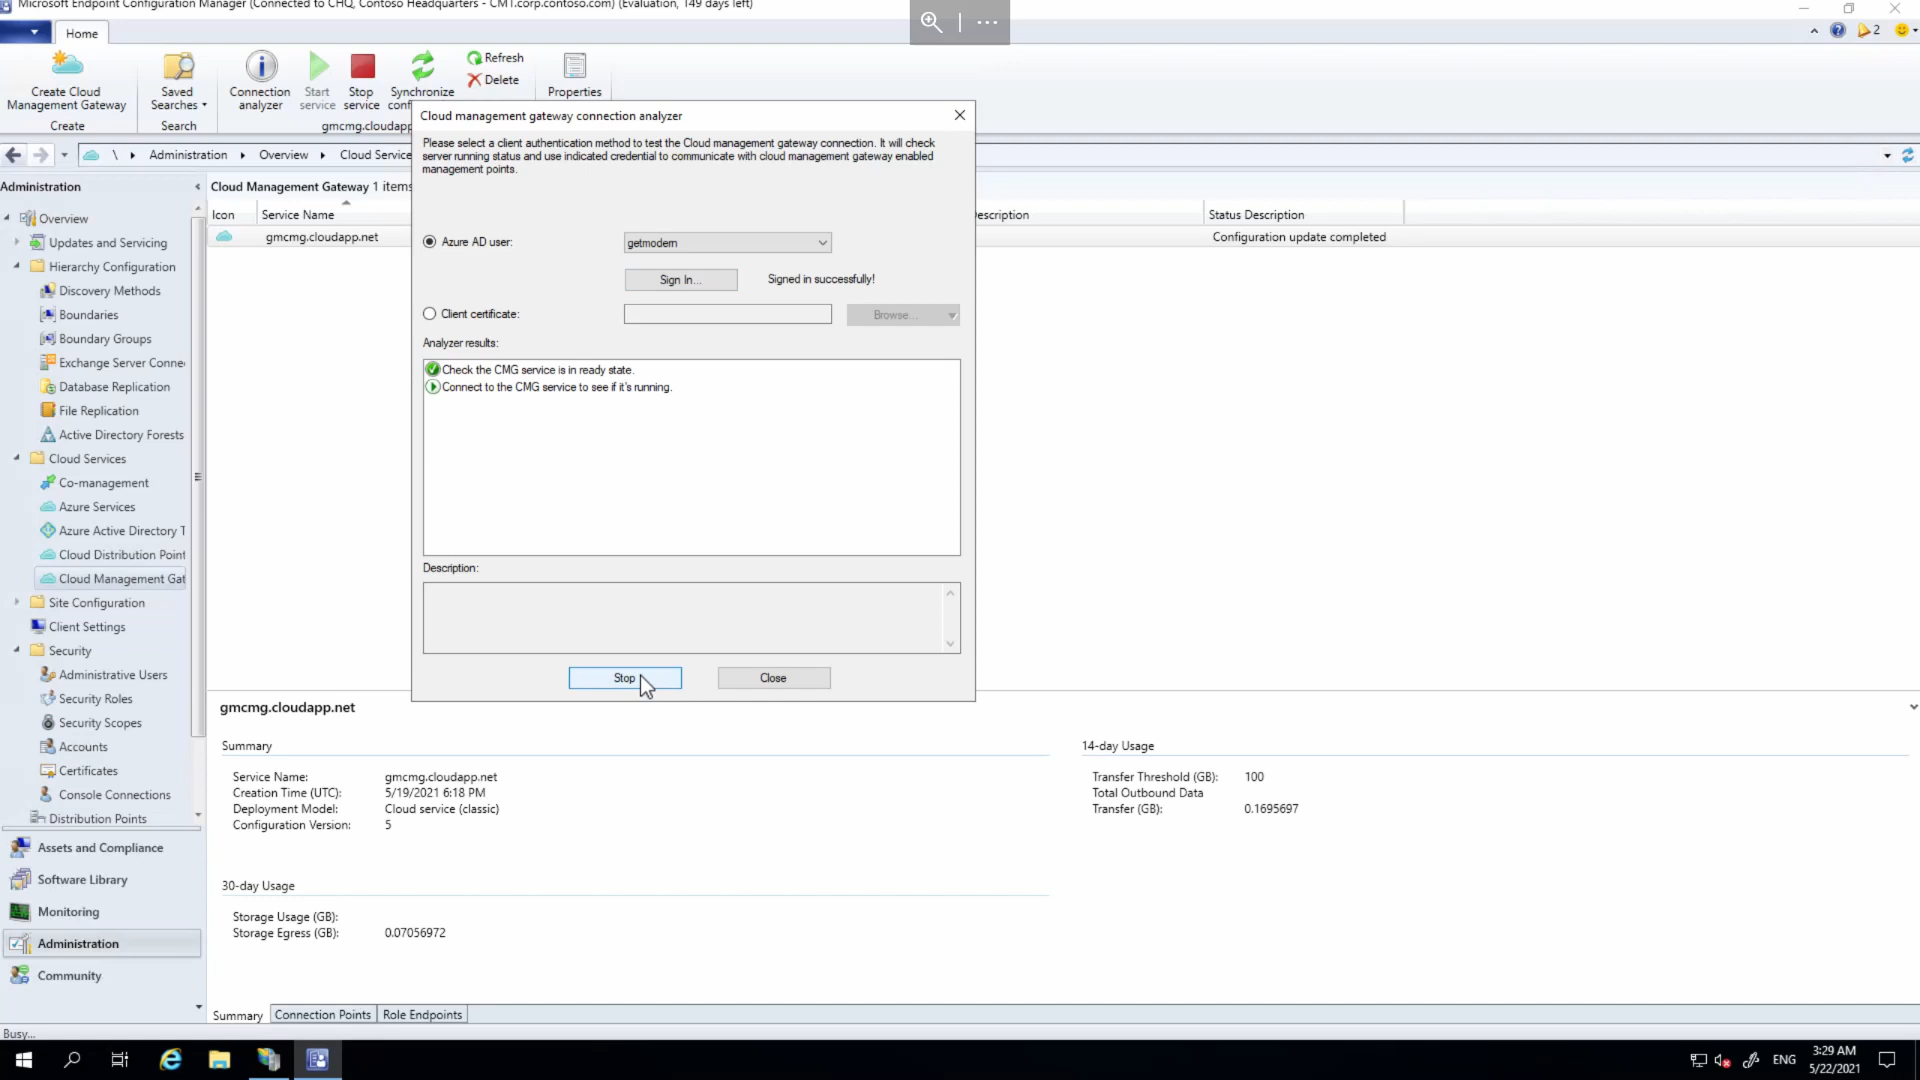 Microsoft Endpoint Configuration Manager (Connected to CHQ, Contoso Headquarters - CMT.corp.contoso.com) (Evaluation, 149 days left)
Home
2
Create Cloud
Management Gateway
Create
Saved
Searches
Search
Connection
analyzer
Start
service
Stop
service
Synchronize
Refresh
Delete
Properties
gmcmg.cloudapp
\ Administration Overview Cloud Service
Administration
Overview
Updates and Servicing
Hierarchy Configuration
Discovery Methods
Boundaries
Boundary Groups
Exchange Server Conne
Database Replication
File Replication
Active Directory Forests
Cloud Services
Co-management
Azure Services
Azure Active Directory T
Cloud Distribution Point
Cloud Management Gat
Site Configuration
Client Settings
Security
Administrative Users
Security Roles
Security Scopes
Accounts
Certificates
Console Connections
Distribution Points
Assets and Compliance
Software Library
Monitoring
Administration
Community
Busy...
Cloud Management Gateway 1 items
Icon Service Name Description Status Description
gmcmg.cloudapp.net Configuration update completed
Cloud management gateway connection analyzer
Please select a client authentication method to test the Cloud management gateway connection. It will check
server running status and use indicated credential to communicate with cloud management gateway enabled
management points.
Azure AD user: getmodern
Sign In... Signed in successfully!
Client certificate: Browse...
Analyzer results:
Check the CMG service is in ready state.
Connect to the CMG service to see if it's running.
Description:
Stop Close
gmcmg.cloudapp.net
Summary
Service Name: gmcmg.cloudapp.net
Creation Time (UTC): 5/19/2021 6:18 PM
Deployment Model: Cloud service (classic)
Configuration Version: 5
14-day Usage
Transfer Threshold (GB): 100
Total Outbound Data
Transfer (GB): 0.1695697
30-day Usage
Storage Usage (GB):
Storage Egress (GB): 0.07056972
Summary Connection Points Role Endpoints
ENG
3:29 AM
5/22/2021